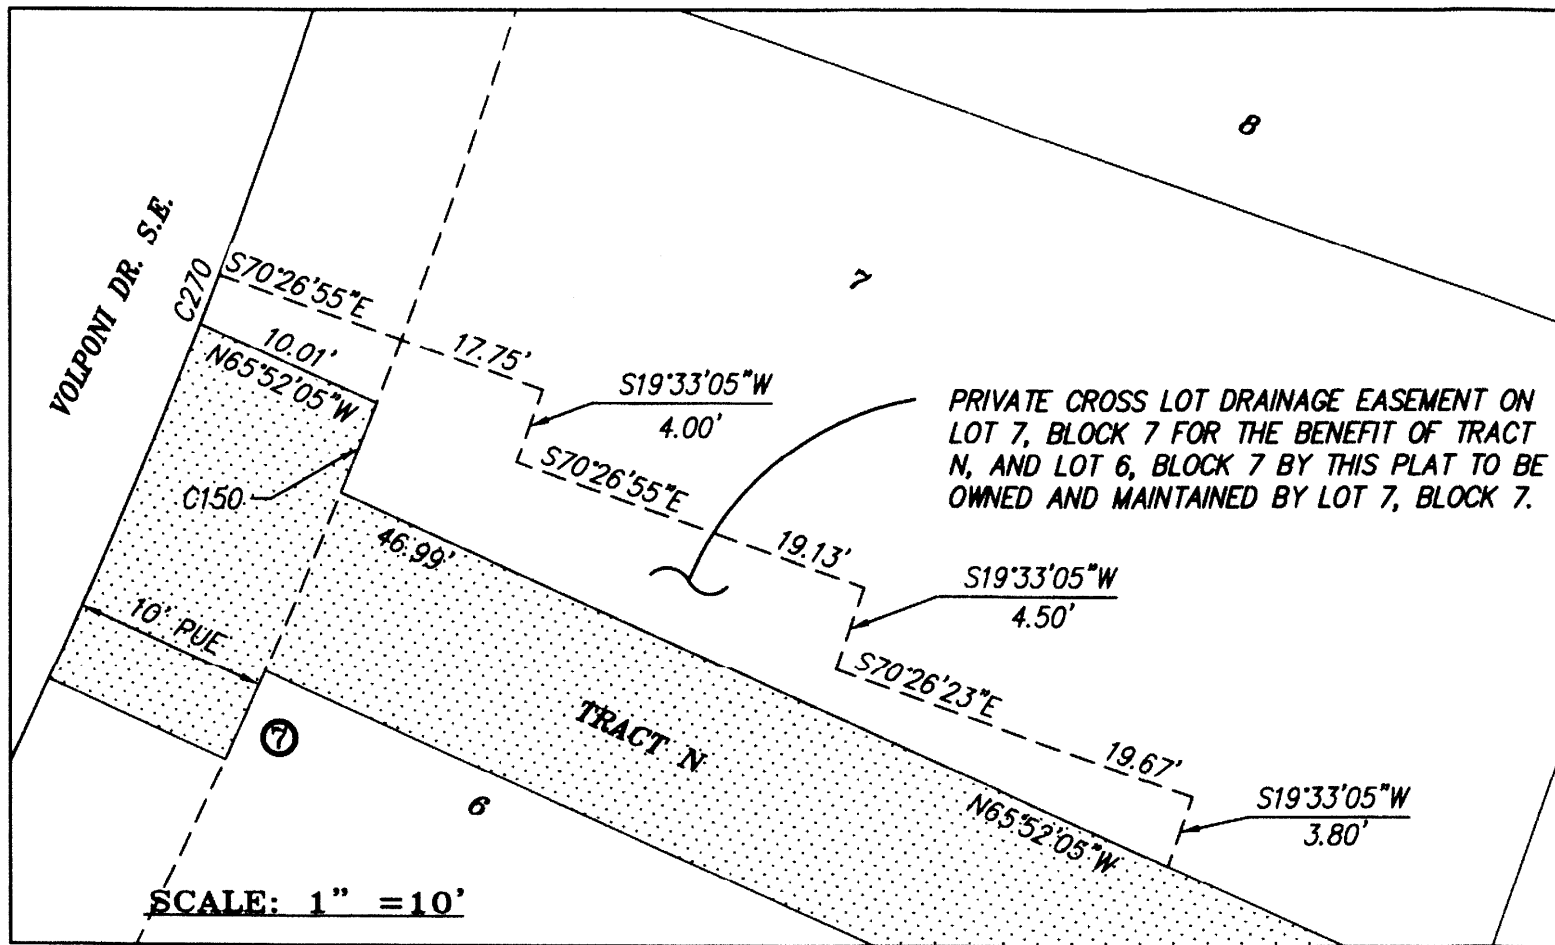 8
7
VOLPONI DR. S.E.
C270
S70°26'55"E
17.75'
10.01'
N65°52'05"W
S19°33'05"W
4.00'
PRIVATE CROSS LOT DRAINAGE EASEMENT ON
LOT 7, BLOCK 7 FOR THE BENEFIT OF TRACT
N, AND LOT 6, BLOCK 7 BY THIS PLAT TO BE
OWNED AND MAINTAINED BY LOT 7, BLOCK 7.
C150
S70°26'55"E
19.13'
46.99'
S19°33'05"W
4.50'
10' PUE
S70°26'23"E
19.67'
TRACT N
7
6
N65°52'05"W
S19°33'05"W
3.80'
SCALE: 1" =10'